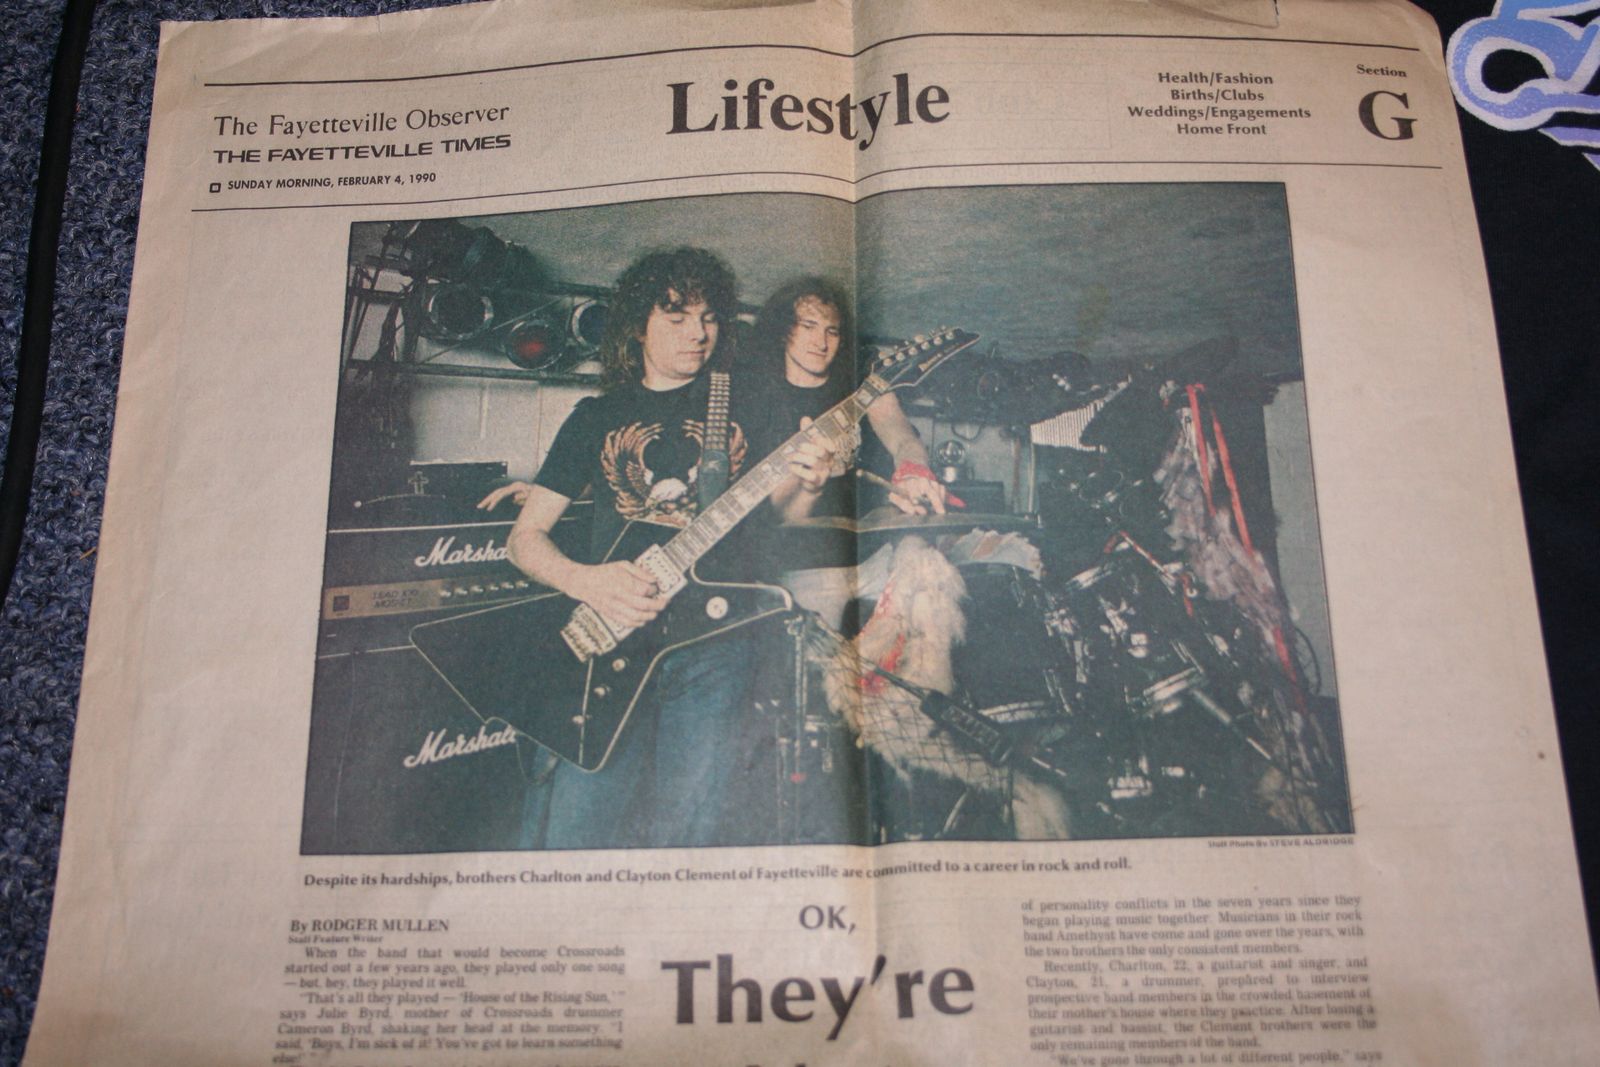 The Fayetteville Observer
THE FAYETTEVILLE TIMES
SUNDAY MORNING, FEBRUARY 4, 1990
Lifestyle
Health/Fashion
Births/Clubs
Weddings/Engagements
Home Front
Section
G
Marsha
LEAD 100
MOSFET
Marshall
Staff Photo By STEVE ALDRIDGE
Despite its hardships, brothers Charlton and Clayton Clement of Fayetteville are committed to a career in rock and roll.
By RODGER MULLEN
Staff Feature Writer
When the band that would become Crossroads
started out a few years ago, they played only one song
— but, hey, they played it well.
"That's all they played — 'House of the Rising Sun,'"
says Julie Byrd, mother of Crossroads drummer
Cameron Byrd, shaking her head at the memory. "I
said, 'Boys, I'm sick of it! You've got to learn something
else!'"
OK,
They're
of personality conflicts in the seven years since they
began playing music together. Musicians in their rock
band Amethyst have come and gone over the years, with
the two brothers the only consistent members.
Recently, Charlton, 22, a guitarist and singer, and
Clayton, 21, a drummer, prepared to interview
prospective band members in the crowded basement of
their mother's house where they practice. After losing a
guitarist and bassist, the Clement brothers were the
only remaining members of the band.
"We've gone through a lot of different people," says